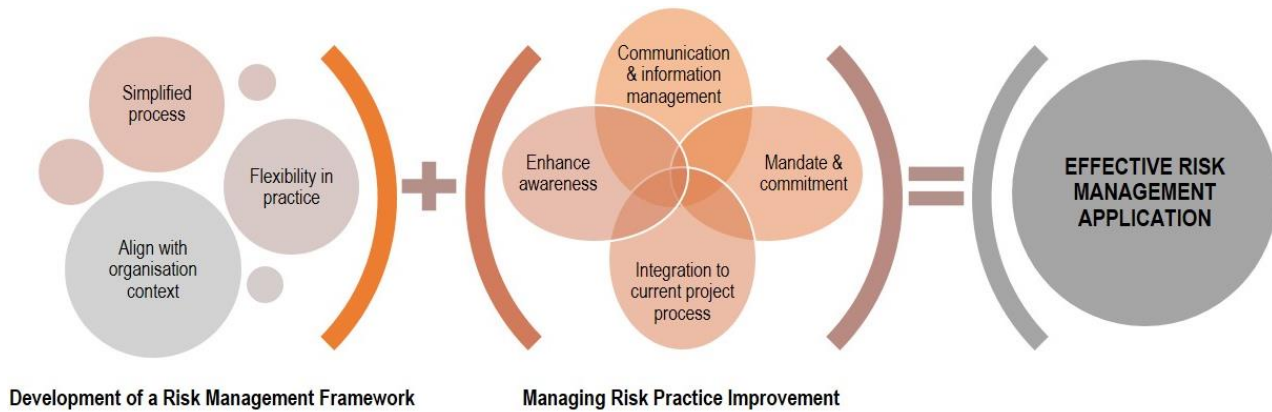 Simplified
process
Flexibility in
practice
Align with
organisation
context
Communication
& information
management
Enhance
awareness
Mandate &
commitment
Integration to
current project
process
EFFECTIVE RISK
MANAGEMENT
APPLICATION
Development of a Risk Management Framework
Managing Risk Practice Improvement